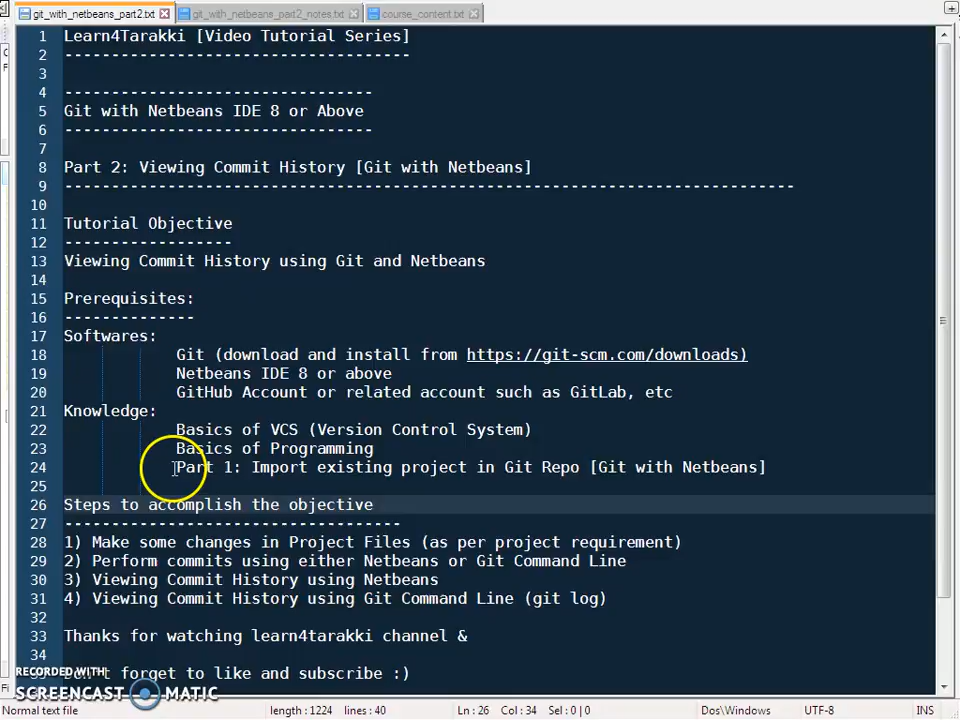 git_with_netbeans_part2.txt git_with_netbeans_part2_notes.txt course_content.txt
1 Learn4Tarakki [Video Tutorial Series]
2 -------------------------------------
3
4 ---------------------------------
5 Git with Netbeans IDE 8 or Above
6 ---------------------------------
7
8 Part 2: Viewing Commit History [Git with Netbeans]
9 ------------------------------------------------------------------------------
10
11 Tutorial Objective
12 ------------------
13 Viewing Commit History using Git and Netbeans
14
15 Prerequisites:
16 --------------
17 Softwares:
18 Git (download and install from https://git-scm.com/downloads)
19 Netbeans IDE 8 or above
20 GitHub Account or related account such as GitLab, etc
21 Knowledge:
22 Basics of VCS (Version Control System)
23 Basics of Programming
24 Part 1: Import existing project in Git Repo [Git with Netbeans]
25
26 Steps to accomplish the objective
27 ------------------------------------
28 1) Make some changes in Project Files (as per project requirement)
29 2) Perform commits using either Netbeans or Git Command Line
30 3) Viewing Commit History using Netbeans
31 4) Viewing Commit History using Git Command Line (git log)
32
33 Thanks for watching learn4tarakki channel &
34
forget to like and subscribe :)
RECORDED WITH
SCREENCAST MATIC
Normal text file length : 1224 lines : 40 Ln : 26 Col : 34 Sel : 0 | 0 Dos\Windows UTF-8 INS